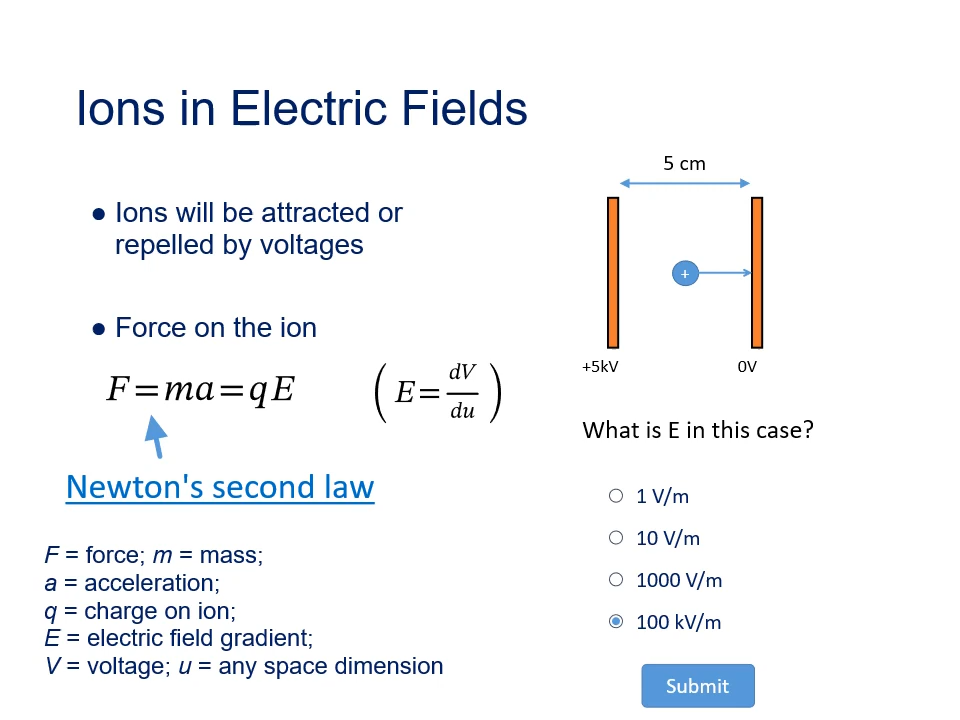 Ions in Electric Fields
● Ions will be attracted or
repelled by voltages
● Force on the ion
F=ma=qE
(E=dV/du)
Newton's second law
F = force; m = mass;
a = acceleration;
q = charge on ion;
E = electric field gradient;
V = voltage; u = any space dimension
5 cm
+
+5kV
0V
What is E in this case?
1 V/m
10 V/m
1000 V/m
100 kV/m
Submit